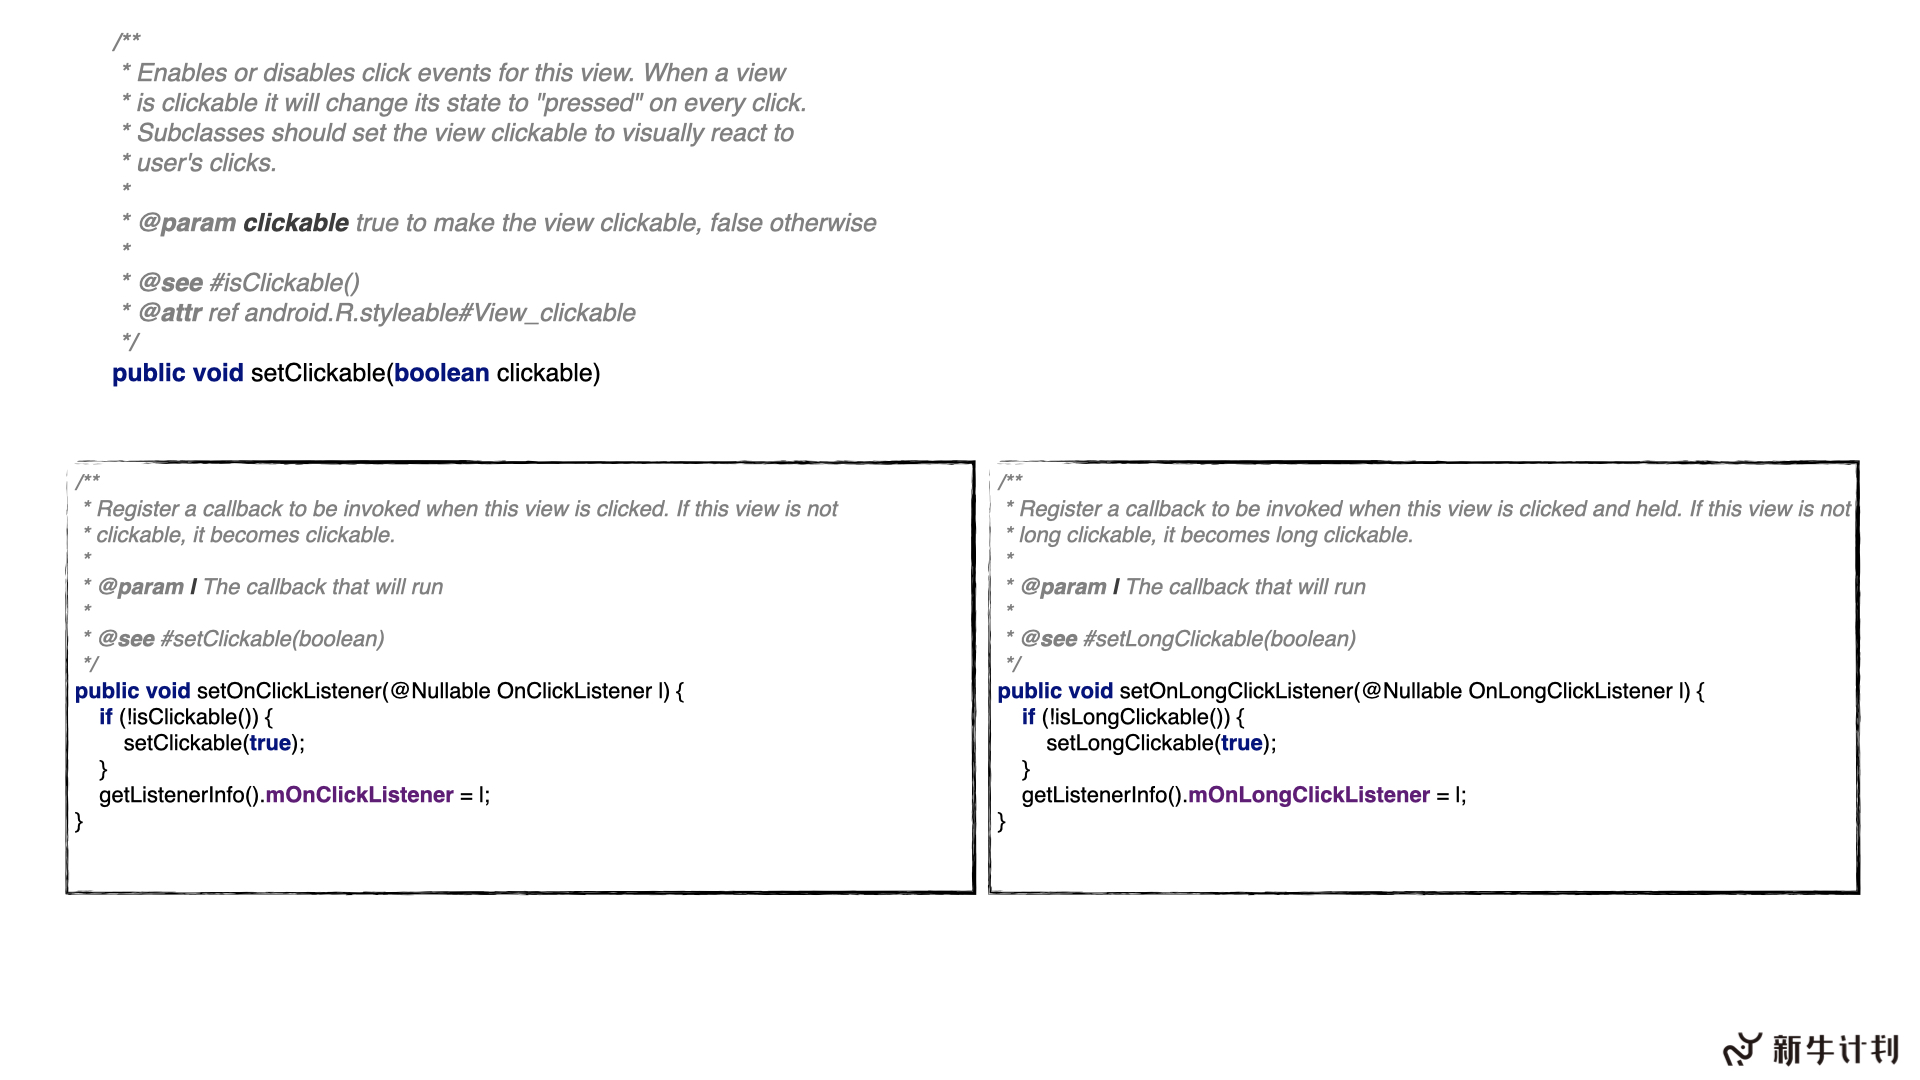 /**
* Enables or disables click events for this view. When a view
* is clickable it will change its state to "pressed" on every click.
* Subclasses should set the view clickable to visually react to
* user's clicks.
*
* @param clickable true to make the view clickable, false otherwise
*
* @see #isClickable()
* @attr ref android.R.styleable#View_clickable
*/
public void setClickable(boolean clickable)
/**
* Register a callback to be invoked when this view is clicked. If this view is not
* clickable, it becomes clickable.
*
* @param l The callback that will run
*
* @see #setClickable(boolean)
*/
public void setOnClickListener(@Nullable OnClickListener l) {
if (!isClickable()) {
setClickable(true);
}
getListenerInfo().mOnClickListener = l;
}
/**
* Register a callback to be invoked when this view is clicked and held. If this view is not
* long clickable, it becomes long clickable.
*
* @param l The callback that will run
*
* @see #setLongClickable(boolean)
*/
public void setOnLongClickListener(@Nullable OnLongClickListener l) {
if (!isLongClickable()) {
setLongClickable(true);
}
getListenerInfo().mOnLongClickListener = l;
}
新牛计划